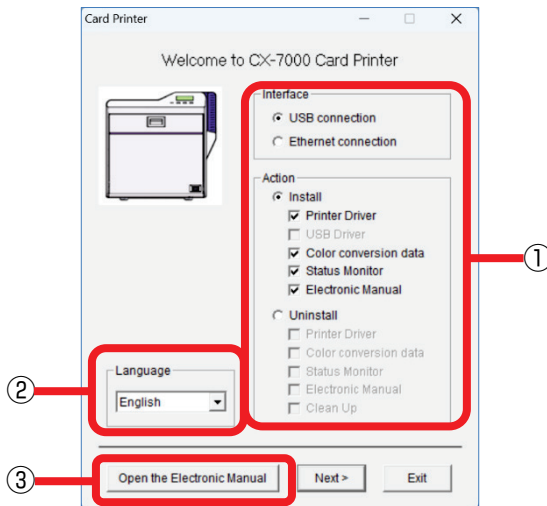 Card Printer
Welcome to CX-7000 Card Printer
Interface
USB connection
Ethernet connection
Action
Install
Printer Driver
USB Driver
Color conversion data
Status Monitor
Electronic Manual
Uninstall
Printer Driver
Color conversion data
Status Monitor
Electronic Manual
Clean Up
①
Language
English
②
Open the Electronic Manual
Next >
Exit
③